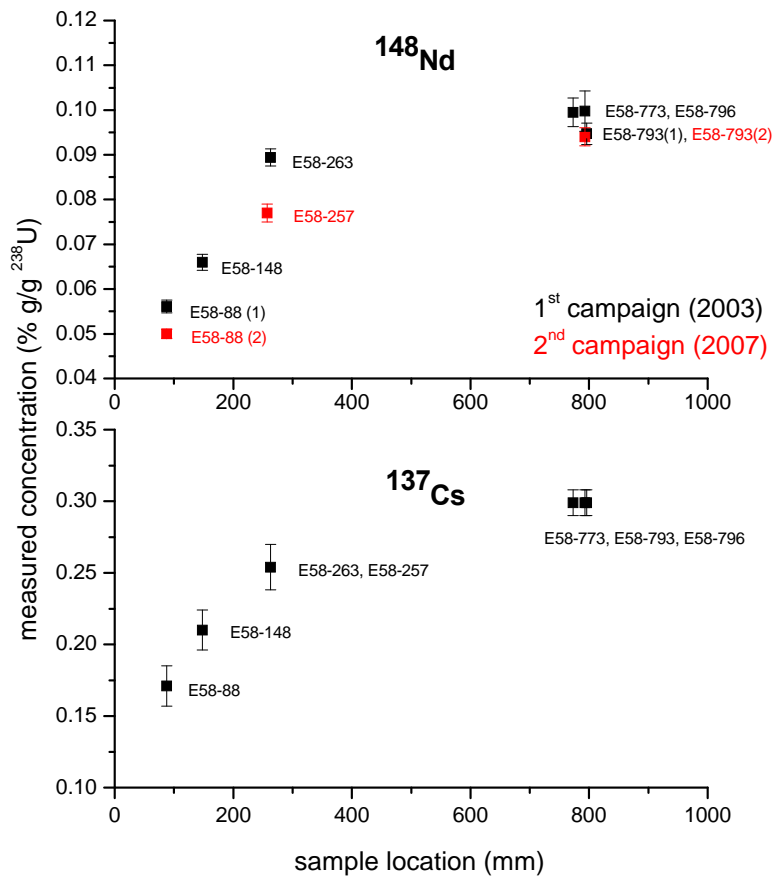 measured concentration (% g/g ²³⁸U)
0.12
0.11
0.10
0.09
0.08
0.07
0.06
0.05
0.04
¹⁴⁸Nd
E58-773, E58-796
E58-793(1), E58-793(2)
E58-263
E58-257
E58-148
E58-88 (1)
E58-88 (2)
1ˢᵗ campaign (2003)
2ⁿᵈ campaign (2007)
0 200 400 600 800 1000
0.35
0.30
0.25
0.20
0.15
0.10
¹³⁷Cs
E58-773, E58-793, E58-796
E58-263, E58-257
E58-148
E58-88
0 200 400 600 800 1000
sample location (mm)